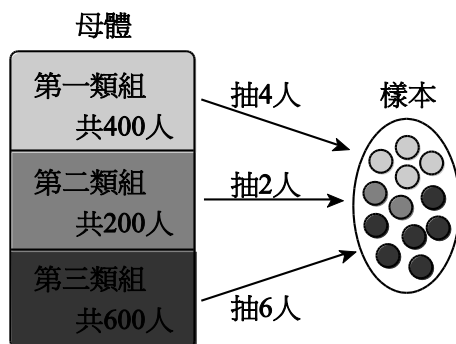 母體
第一類組
共400人
第二類組
共200人
第三類組
共600人
抽4人
抽2人
抽6人
樣本